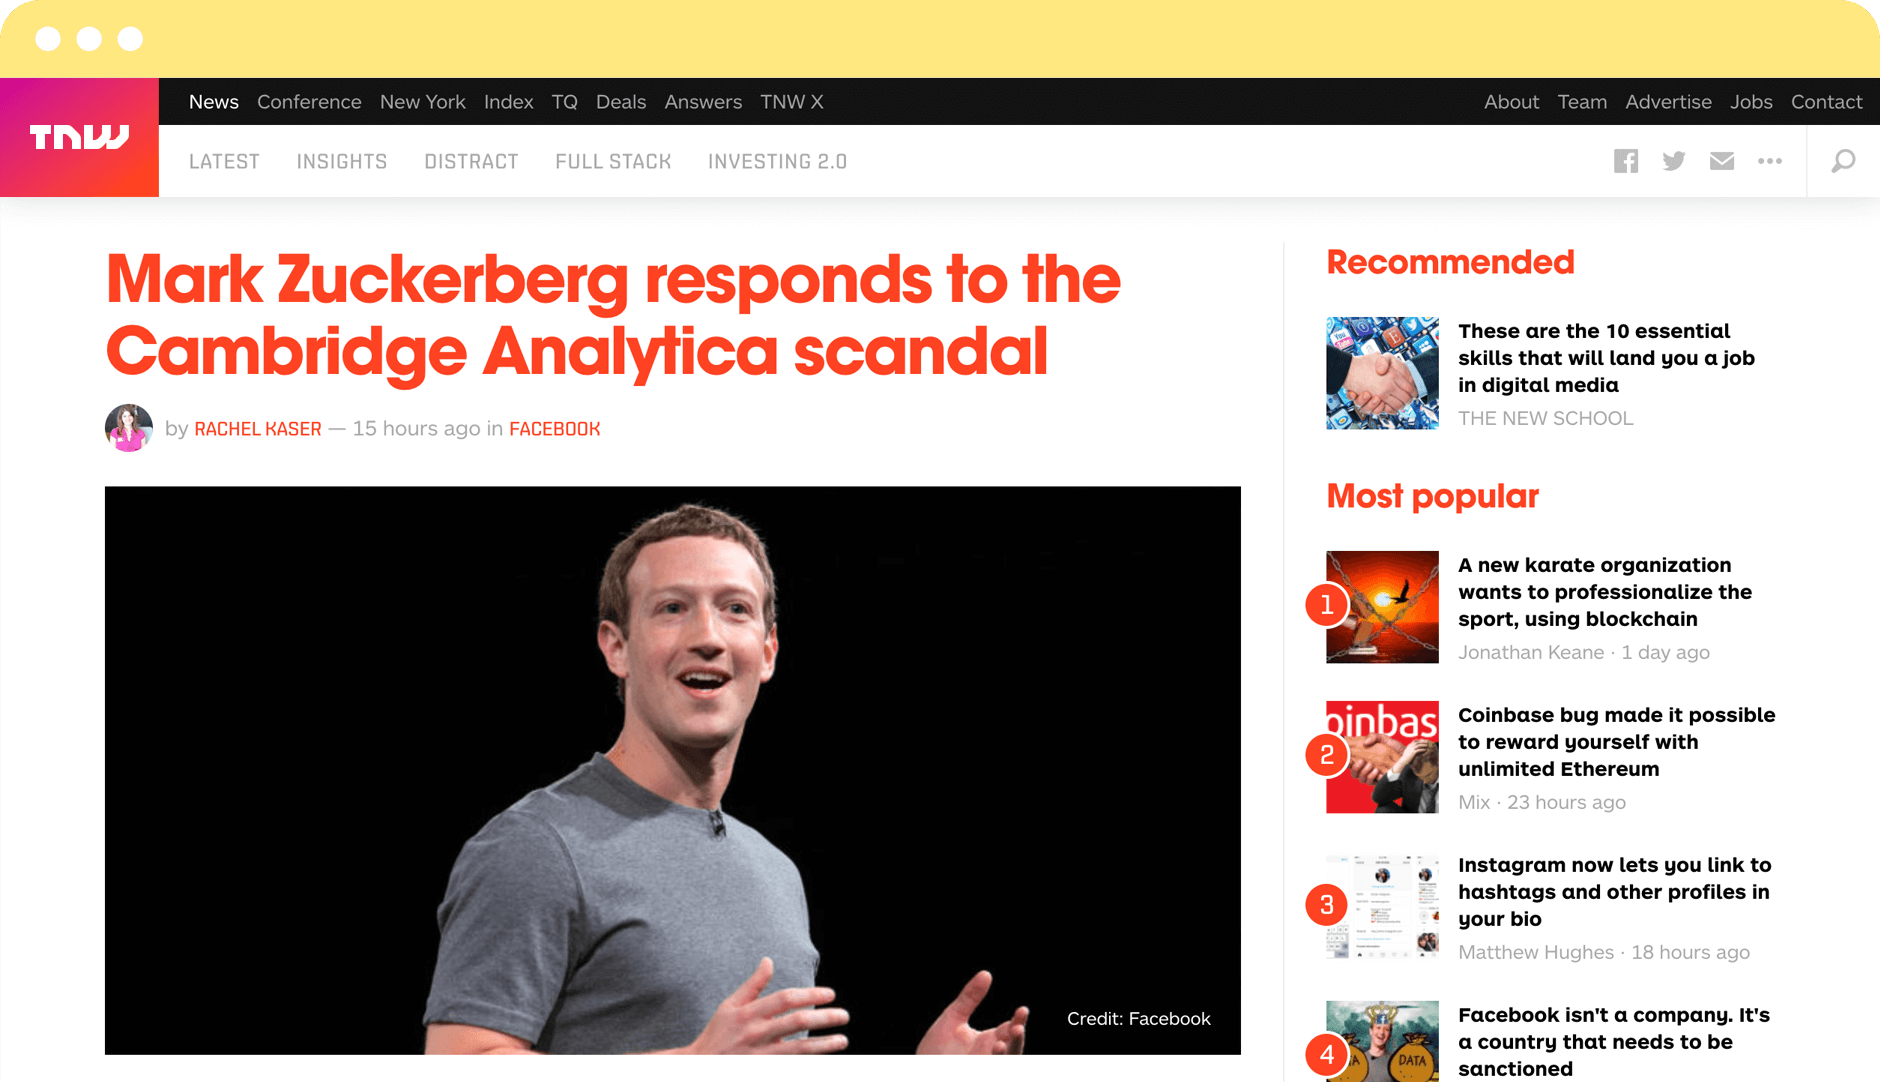 TNW
News Conference New York Index TQ Deals Answers TNW X
About Team Advertise Jobs Contact
LATEST INSIGHTS DISTRACT FULL STACK INVESTING 2.0
Mark Zuckerberg responds to the
Cambridge Analytica scandal
by RACHEL KASER — 15 hours ago in FACEBOOK
Credit: Facebook
Recommended
These are the 10 essential
skills that will land you a job
in digital media
THE NEW SCHOOL
Most popular
1
A new karate organization
wants to professionalize the
sport, using blockchain
Jonathan Keane · 1 day ago
oinbas
2
Coinbase bug made it possible
to reward yourself with
unlimited Ethereum
Mix · 23 hours ago
3
Instagram now lets you link to
hashtags and other profiles in
your bio
Matthew Hughes · 18 hours ago
4
DATA
Facebook isn't a company. It's
a country that needs to be
sanctioned